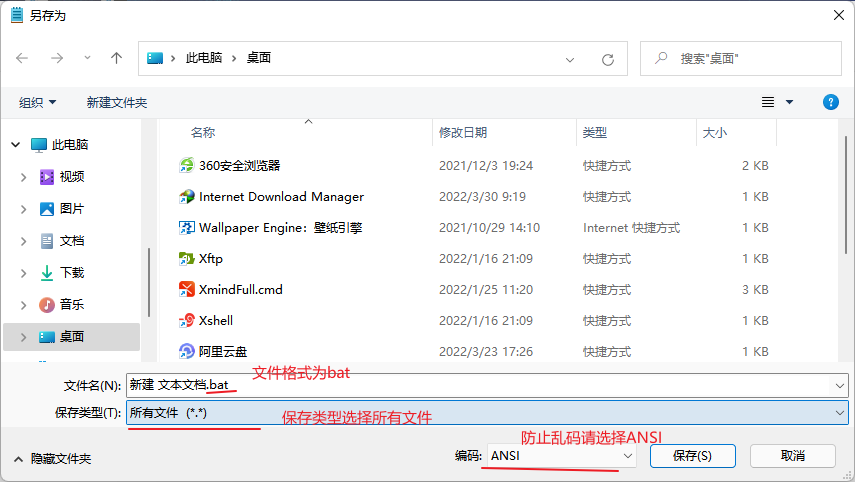 另存为
此电脑 › 桌面
搜索"桌面"
组织 新建文件夹
名称 修改日期 类型 大小
此电脑
视频
图片
文档
下载
音乐
桌面
360安全浏览器 2021/12/3 19:24 快捷方式 2 KB
Internet Download Manager 2022/3/30 9:19 快捷方式 1 KB
Wallpaper Engine：壁纸引擎 2021/10/29 14:10 Internet 快捷方式 1 KB
Xftp 2022/1/16 21:09 快捷方式 1 KB
XmindFull.cmd 2022/1/25 11:20 快捷方式 3 KB
Xshell 2022/1/16 21:09 快捷方式 1 KB
阿里云盘 2022/3/23 17:26 快捷方式 1 KB
文件格式为bat
文件名(N): 新建 文本文档.bat
保存类型(T): 所有文件 (*.*)
保存类型选择所有文件
防止乱码请选择ANSI
隐藏文件夹 编码: ANSI 保存(S) 取消